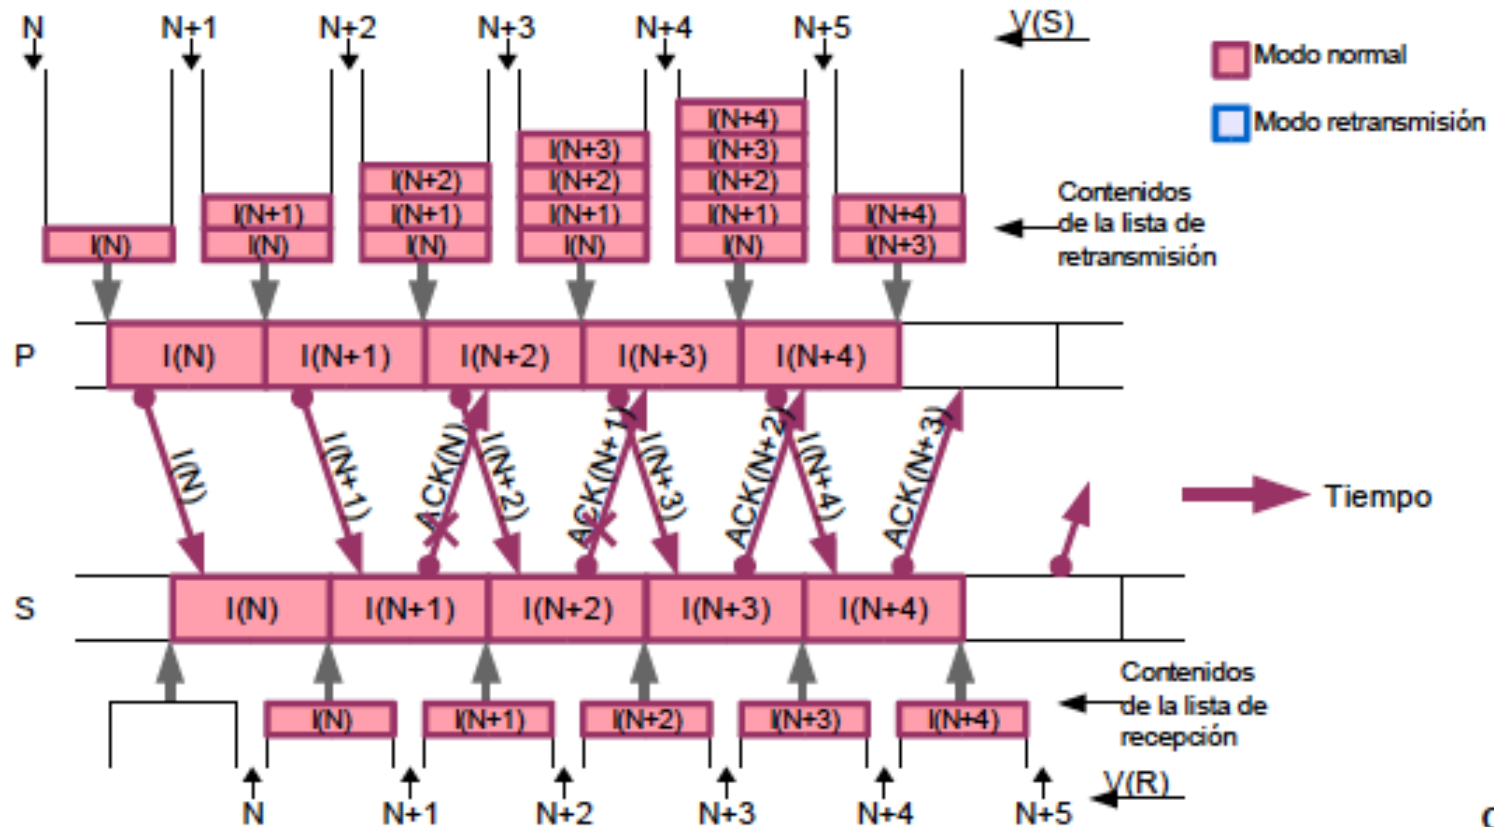 N N+1 N+2 N+3 N+4 N+5 V(S)
Modo normal
Modo retransmisión
I(N+4)
I(N+3) I(N+3)
I(N+2) I(N+2) I(N+2)
I(N+1) I(N+1) I(N+1) I(N+1) I(N+4)
I(N) I(N) I(N) I(N) I(N) I(N+3)
Contenidos
de la lista de
retransmisión
P I(N) I(N+1) I(N+2) I(N+3) I(N+4)
I(N) I(N+1) ACK(N) I(N+2) ACK(N+1) I(N+3) ACK(N+2) I(N+4) ACK(N+3)
Tiempo
S I(N) I(N+1) I(N+2) I(N+3) I(N+4)
I(N) I(N+1) I(N+2) I(N+3) I(N+4)
Contenidos
de la lista de
recepción
N N+1 N+2 N+3 N+4 N+5 V(R)